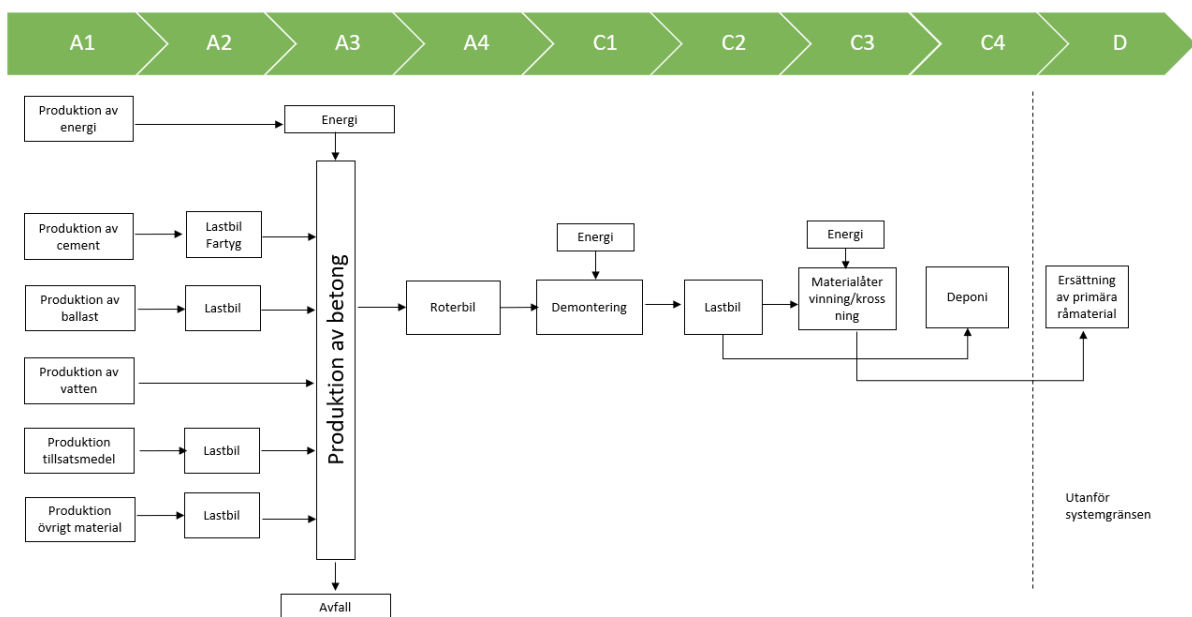 A1
A2
A3
A4
C1
C2
C3
C4
D
Produktion av
energi
Energi
Produktion av
cement
Lastbil
Fartyg
Produktion av
ballast
Lastbil
Produktion av
vatten
Produktion
tillsatsmedel
Lastbil
Produktion
övrigt material
Lastbil
Produktion av betong
Avfall
Roterbil
Energi
Demontering
Lastbil
Energi
Materialåter
vinning/kross
ning
Deponi
Ersättning
av primära
råmaterial
Utanför
systemgränsen